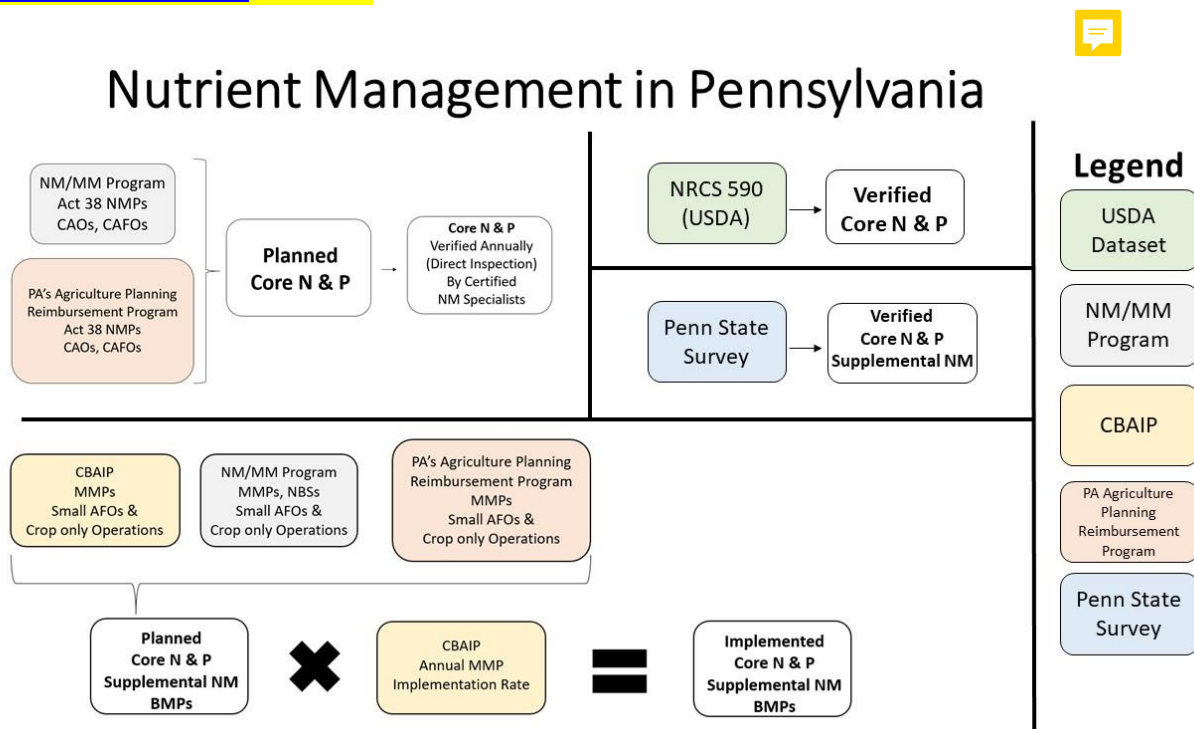 Nutrient Management in Pennsylvania
NM/MM Program
Act 38 NMPs
CAOs, CAFOs
PA's Agriculture Planning
Reimbursement Program
Act 38 NMPs
CAOs, CAFOs
Planned
Core N & P
Core N & P
Verified Annually
(Direct Inspection)
By Certified
NM Specialists
NRCS 590
(USDA)
Verified
Core N & P
Penn State
Survey
Verified
Core N & P
Supplemental NM
CBAIP
MMPs
Small AFOs &
Crop only Operations
NM/MM Program
MMPs, NBSs
Small AFOs &
Crop only Operations
PA's Agriculture Planning
Reimbursement Program
MMPs
Small AFOs &
Crop only Operations
Planned
Core N & P
Supplemental NM
BMPs
CBAIP
Annual MMP
Implementation Rate
Implemented
Core N & P
Supplemental NM
BMPs
Legend
USDA
Dataset
NM/MM
Program
CBAIP
PA Agriculture
Planning
Reimbursement
Program
Penn State
Survey